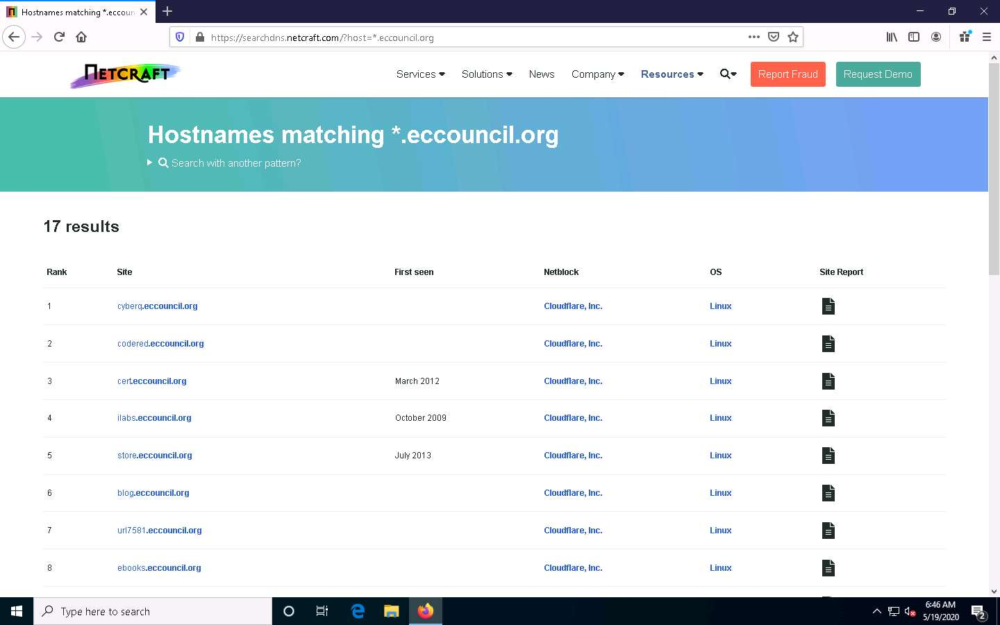 Hostnames matching *.eccoun
https://searchdns.netcraft.com/?host=*.eccouncil.org
NETCRAFT
Services
Solutions
News
Company
Resources
Report Fraud
Request Demo
Hostnames matching *.eccouncil.org
Search with another pattern?
17 results
Rank Site First seen Netblock OS Site Report
1 cyberq.eccouncil.org Cloudflare, Inc. Linux
2 codered.eccouncil.org Cloudflare, Inc. Linux
3 cert.eccouncil.org March 2012 Cloudflare, Inc. Linux
4 ilabs.eccouncil.org October 2009 Cloudflare, Inc. Linux
5 store.eccouncil.org July 2013 Cloudflare, Inc. Linux
6 blog.eccouncil.org Cloudflare, Inc. Linux
7 url7581.eccouncil.org Cloudflare, Inc. Linux
8 ebooks.eccouncil.org Cloudflare, Inc. Linux
Type here to search
6:46 AM
5/19/2020
2